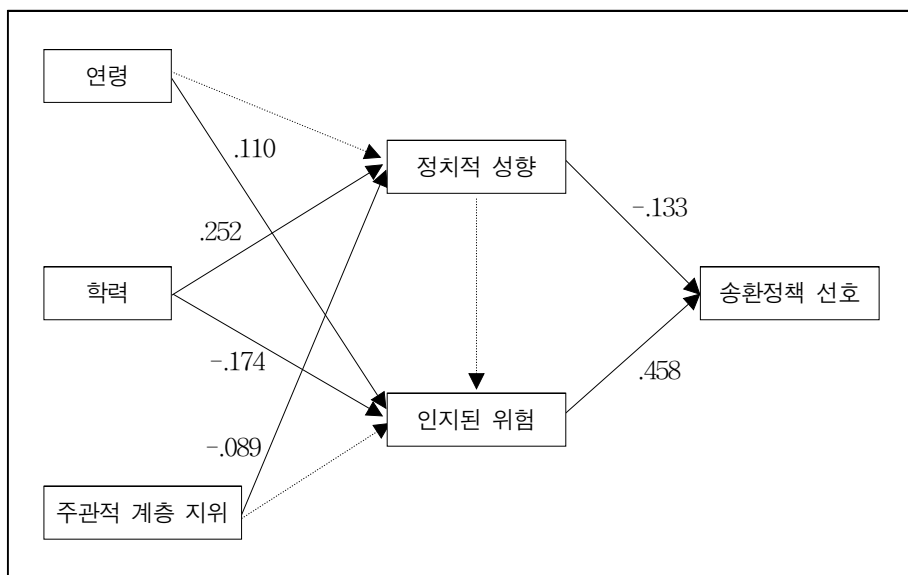 연령
.110
정치적 성향
-.133
.252
학력
송환정책 선호
-.174
.458
인지된 위험
-.089
주관적 계층 지위